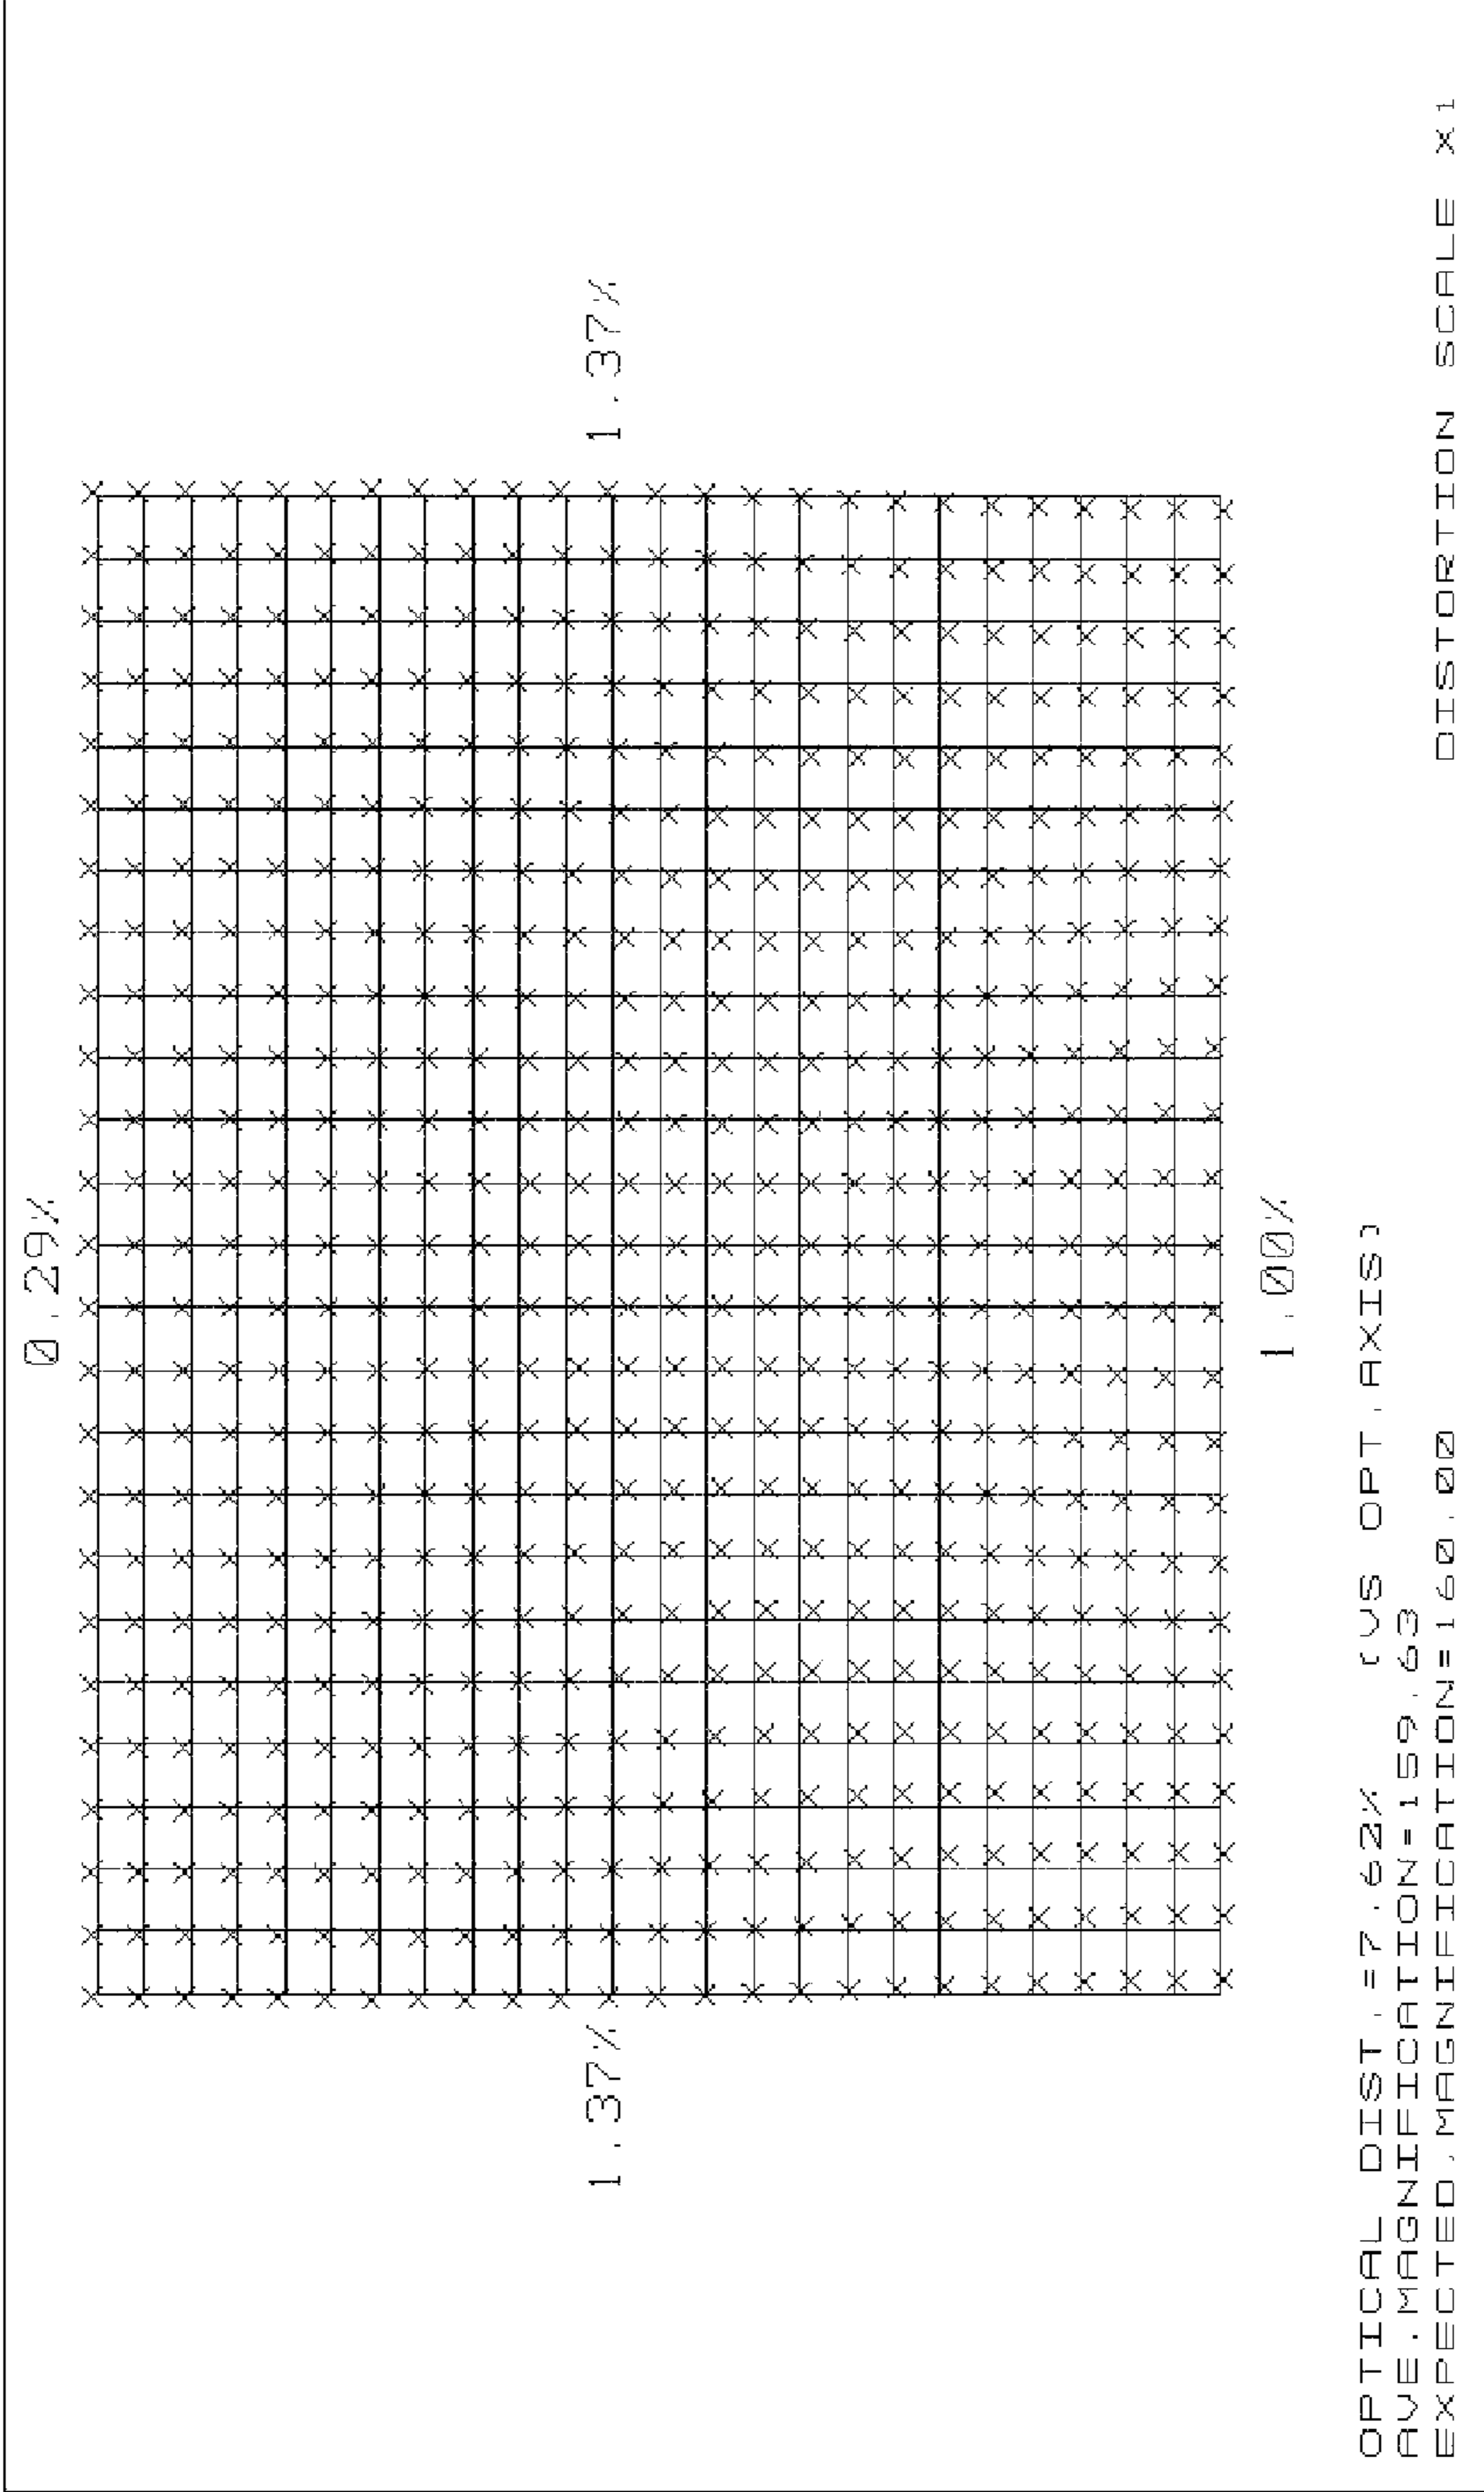 0.29%
1.37%
1.37%
1.00%
OPTICAL DIST.=7.62% (VS OPT.AXIS)
AVE.MAGNIFICATION=159.63
EXPECTED.MAGNIFICATION=160.00
DISTORTION SCALE X1